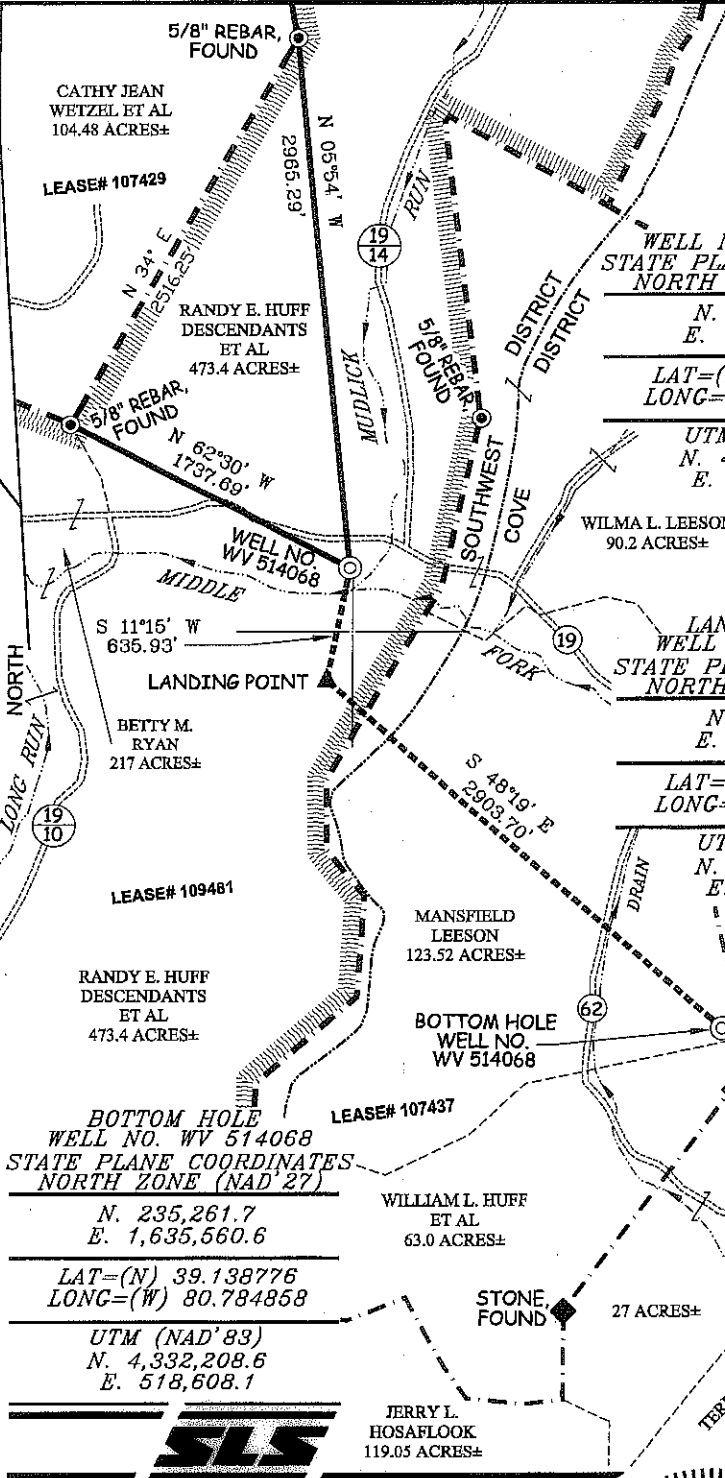 5/8" REBAR,
FOUND
CATHY JEAN
WETZEL ET AL
104.48 ACRES±
LEASE# 107429
N 05°54' W
2965.29'
N 34° E
2516.25'
19
14
RUN
MUDLICK
RANDY E. HUFF
DESCENDANTS
ET AL
473.4 ACRES±
5/8" REBAR,
FOUND
5/8" REBAR,
FOUND
DISTRICT
DISTRICT
SOUTHWEST
COVE
N 62°30' W
1737.69'
WELL NO.
WV 514068
MIDDLE
FORK
S 11°15' W
635.93'
LANDING POINT
NORTH
LONG RUN
BETTY M.
RYAN
217 ACRES±
19
10
19
WELL
STATE
NORTH
N.
E.
LAT=(
LONG=
N.
E.
WILMA L. LEESON
90.2 ACRES±
WELL
STATE
NORTH
N
E.
LAT=
LONG=
N.
E.
S 48°19' E
2903.70'
LEASE# 109481
RANDY E. HUFF
DESCENDANTS
ET AL
473.4 ACRES±
MANSFIELD
LEESON
123.52 ACRES±
DRAIN
62
BOTTOM HOLE
WELL NO.
WV 514068
LEASE# 107437
BOTTOM HOLE
WELL NO. WV 514068
STATE PLANE COORDINATES
NORTH ZONE (NAD'27)
N. 235,261.7
E. 1,635,560.6
LAT=(N) 39.138776
LONG=(W) 80.784858
UTM (NAD'83)
N. 4,332,208.6
E. 518,608.1
WILLIAM L. HUFF
ET AL
63.0 ACRES±
STONE,
FOUND
27 ACRES±
JERRY L.
HOSAFLOOK
119.05 ACRES±
SLS